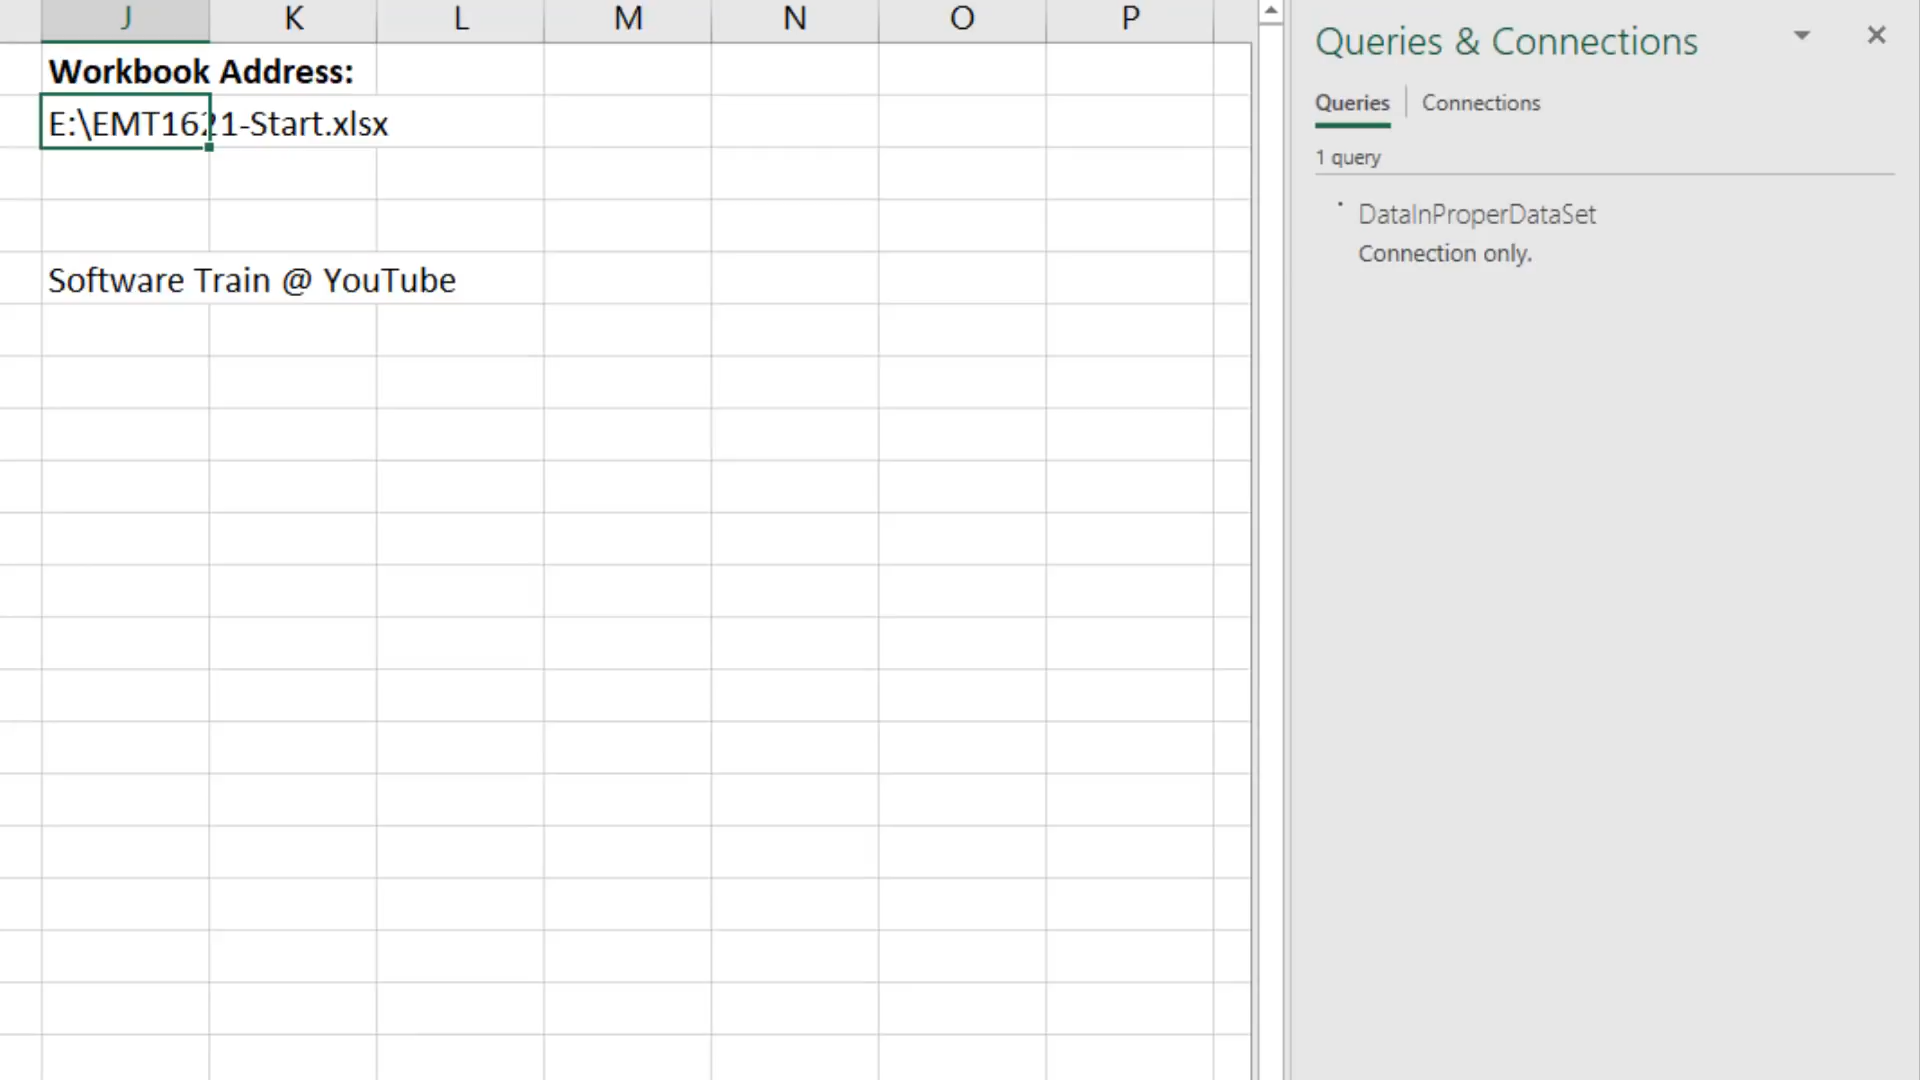 J K L M N O P
Workbook Address:
E:\EMT1621-Start.xlsx
Software Train @ YouTube
Queries & Connections
Queries Connections
1 query
DataInProperDataSet
Connection only.